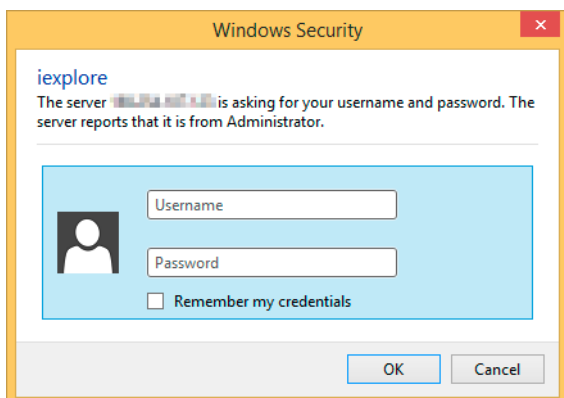 Windows Security
iexplore
The server is asking for your username and password. The
server reports that it is from Administrator.
Username
Password
Remember my credentials
OK
Cancel